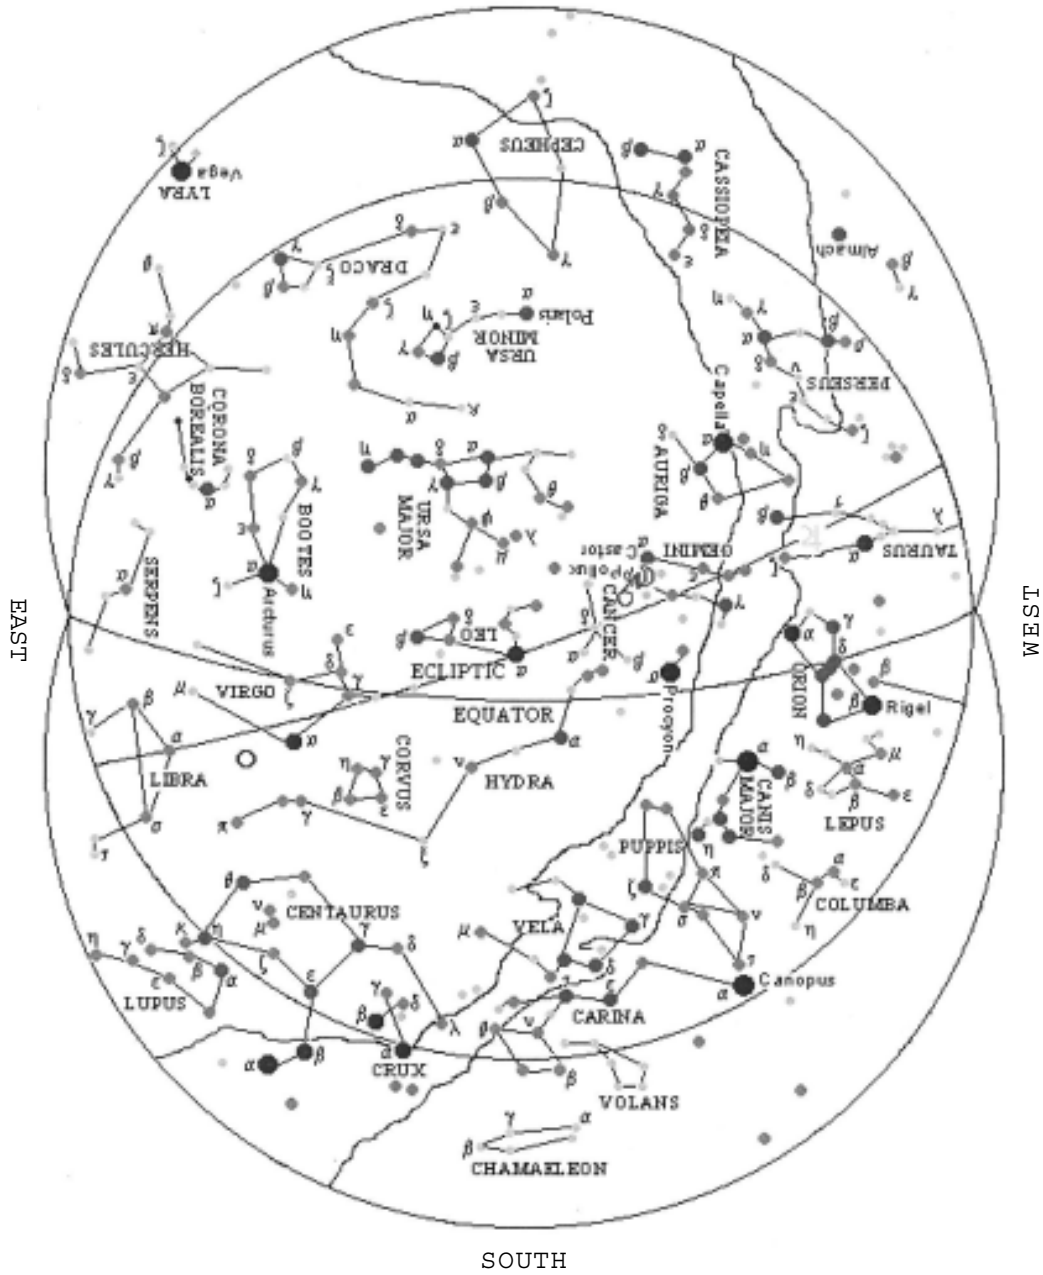 ζ
CEPHEUS
α
β
γ
β
α
γ
δ
ε
CASSIOPEIA
ζ
Vega
LYRA
Almach
β
γ
γ
δ
ε
β
ξ
DRACO
ζ
η
α
κ
θ
π
HERCULES
δ
ε
β
γ
α
Polaris
ε
η
γ
β
URSA
MINOR
η
γ
α
β
δ
ν
ε
ζ
PERSEUS
CORONA
BOREALIS
α
δ
β
γ
ε
α
ζ
η
BOOTES
Arcturus
η
δ
α
γ
β
θ
ψ
λ
μ
URSA
MAJOR
Capella
α
δ
β
θ
η
AURIGA
β
τ
λ
α
ζ
TAURUS
SERPENS
α
α
Castor
GEMINI
β
Pollux
ε
γ
CANCER
β
EAST
WEST
δ
β
LEO
α
ECLIPTIC
ε
δ
γ
ζ
μ
α
VIRGO
EQUATOR
Procyon
α
α
γ
δ
β
β
ORION
Rigel
γ
β
α
LIBRA
σ
τ
CORVUS
η
γ
β
ε
α
ν
HYDRA
π
γ
ξ
α
β
η
CANIS
MAJOR
η
μ
α
δ
β
ε
LEPUS
PUPPIS
ζ
π
σ
ν
τ
δ
α
β
ε
COLUMBA
η
θ
ν
μ
CENTAURUS
κ
η
γ
δ
ζ
ε
λ
μ
VELA
γ
δ
η
γ
δ
β
ε
α
LUPUS
Canopus
α
ε
ι
CARINA
γ
δ
β
α
CRUX
α
β
θ
ν
β
VOLANS
γ
α
β
CHAMAELEON
SOUTH